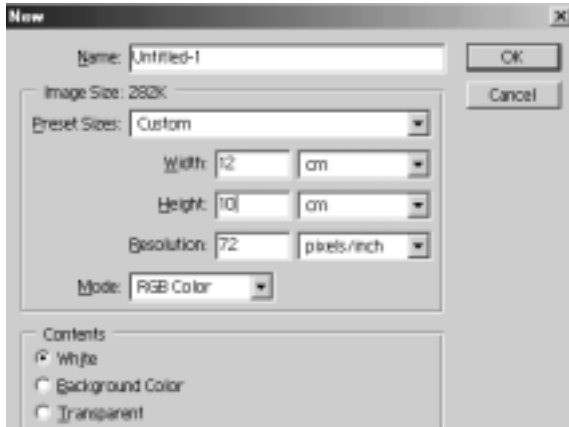 New
Name: Untitled-1
OK
Image Size: 282K
Cancel
Preset Sizes: Custom
Width: 12 cm
Height: 10 cm
Resolution: 72 pixels/inch
Mode: RGB Color
Contents
White
Background Color
Transparent